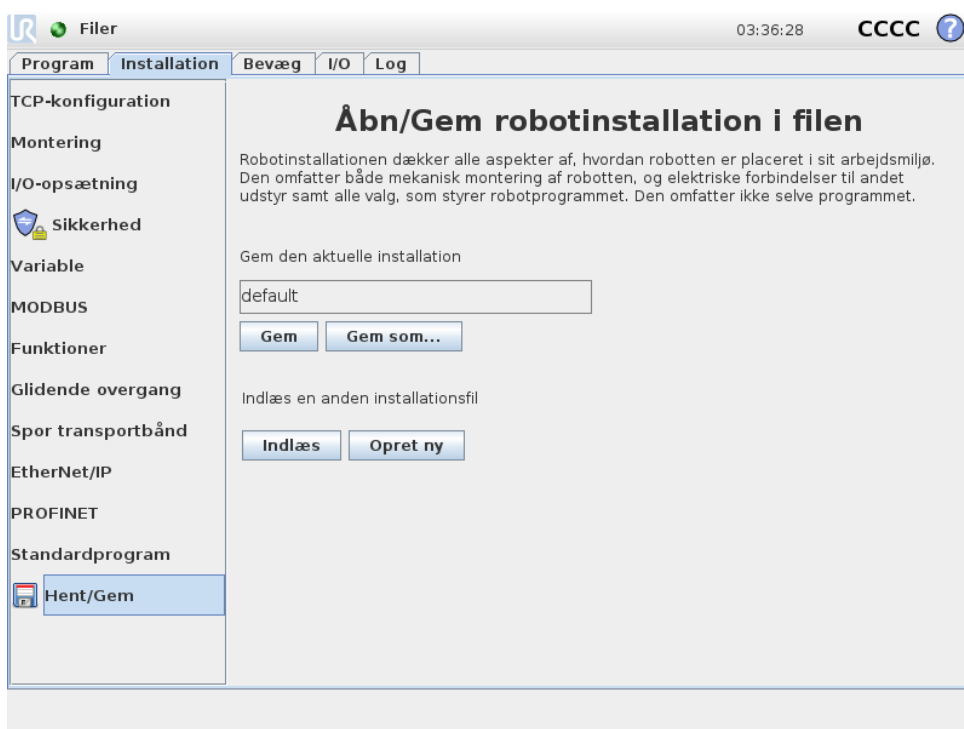 UR Filer 03:36:28 CCCC ?
Program Installation Bevæg I/O Log
TCP-konfiguration
Montering
I/O-opsætning
Sikkerhed
Variable
MODBUS
Funktioner
Glidende overgang
Spor transportbånd
EtherNet/IP
PROFINET
Standardprogram
Hent/Gem
Åbn/Gem robotinstallation i filen
Robotinstallationen dækker alle aspekter af, hvordan robotten er placeret i sit arbejdsmiljø.
Den omfatter både mekanisk montering af robotten, og elektriske forbindelser til andet
udstyr samt alle valg, som styrer robotprogrammet. Den omfatter ikke selve programmet.
Gem den aktuelle installation
default
Gem Gem som...
Indlæs en anden installationsfil
Indlæs Opret ny